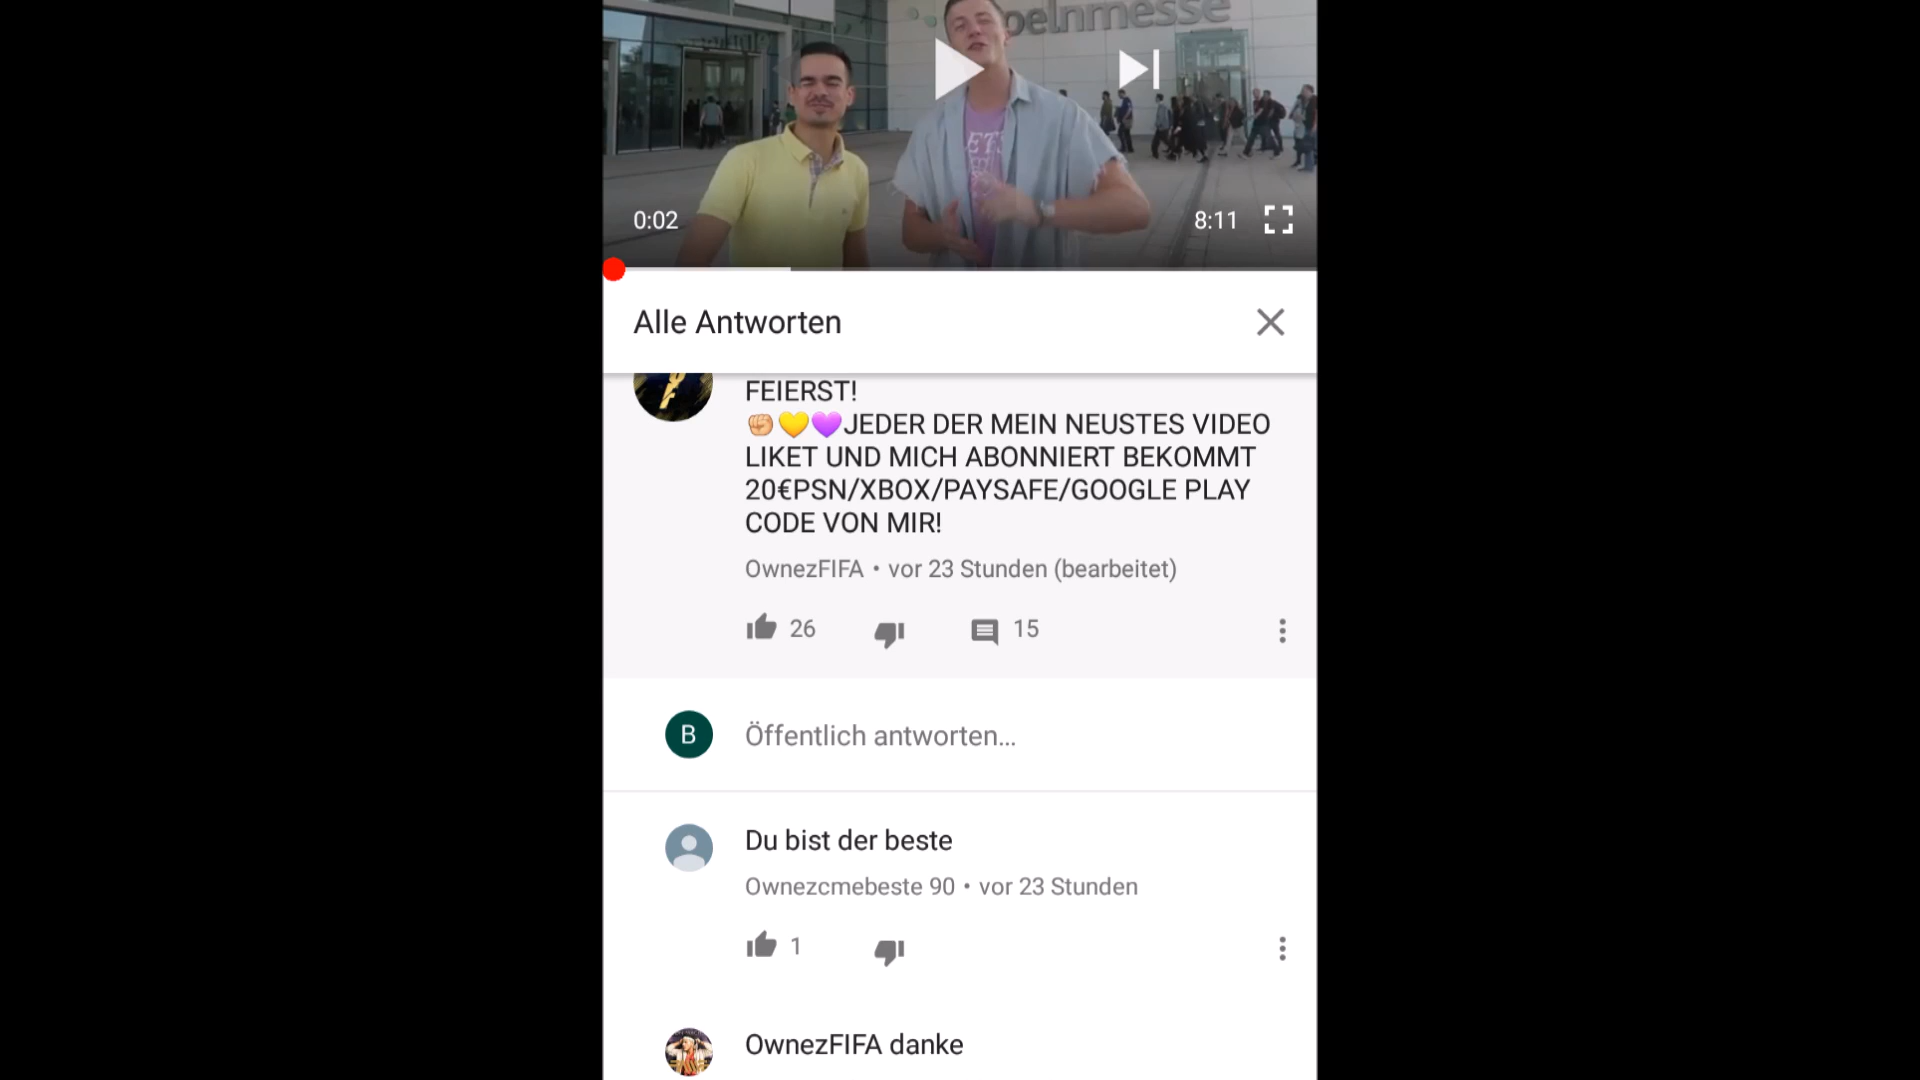 oelnmesse
ETS
0:02
8:11
Alle Antworten
FEIERST!
✊🏼💛💜JEDER DER MEIN NEUSTES VIDEO
LIKET UND MICH ABONNIERT BEKOMMT
20€PSN/XBOX/PAYSAFE/GOOGLE PLAY
CODE VON MIR!
OwnezFIFA • vor 23 Stunden (bearbeitet)
26
15
B
Öffentlich antworten...
Du bist der beste
Ownezcmebeste 90 • vor 23 Stunden
1
OwnezFIFA danke